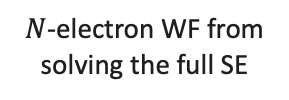 N-electron WF from
solving the full SE